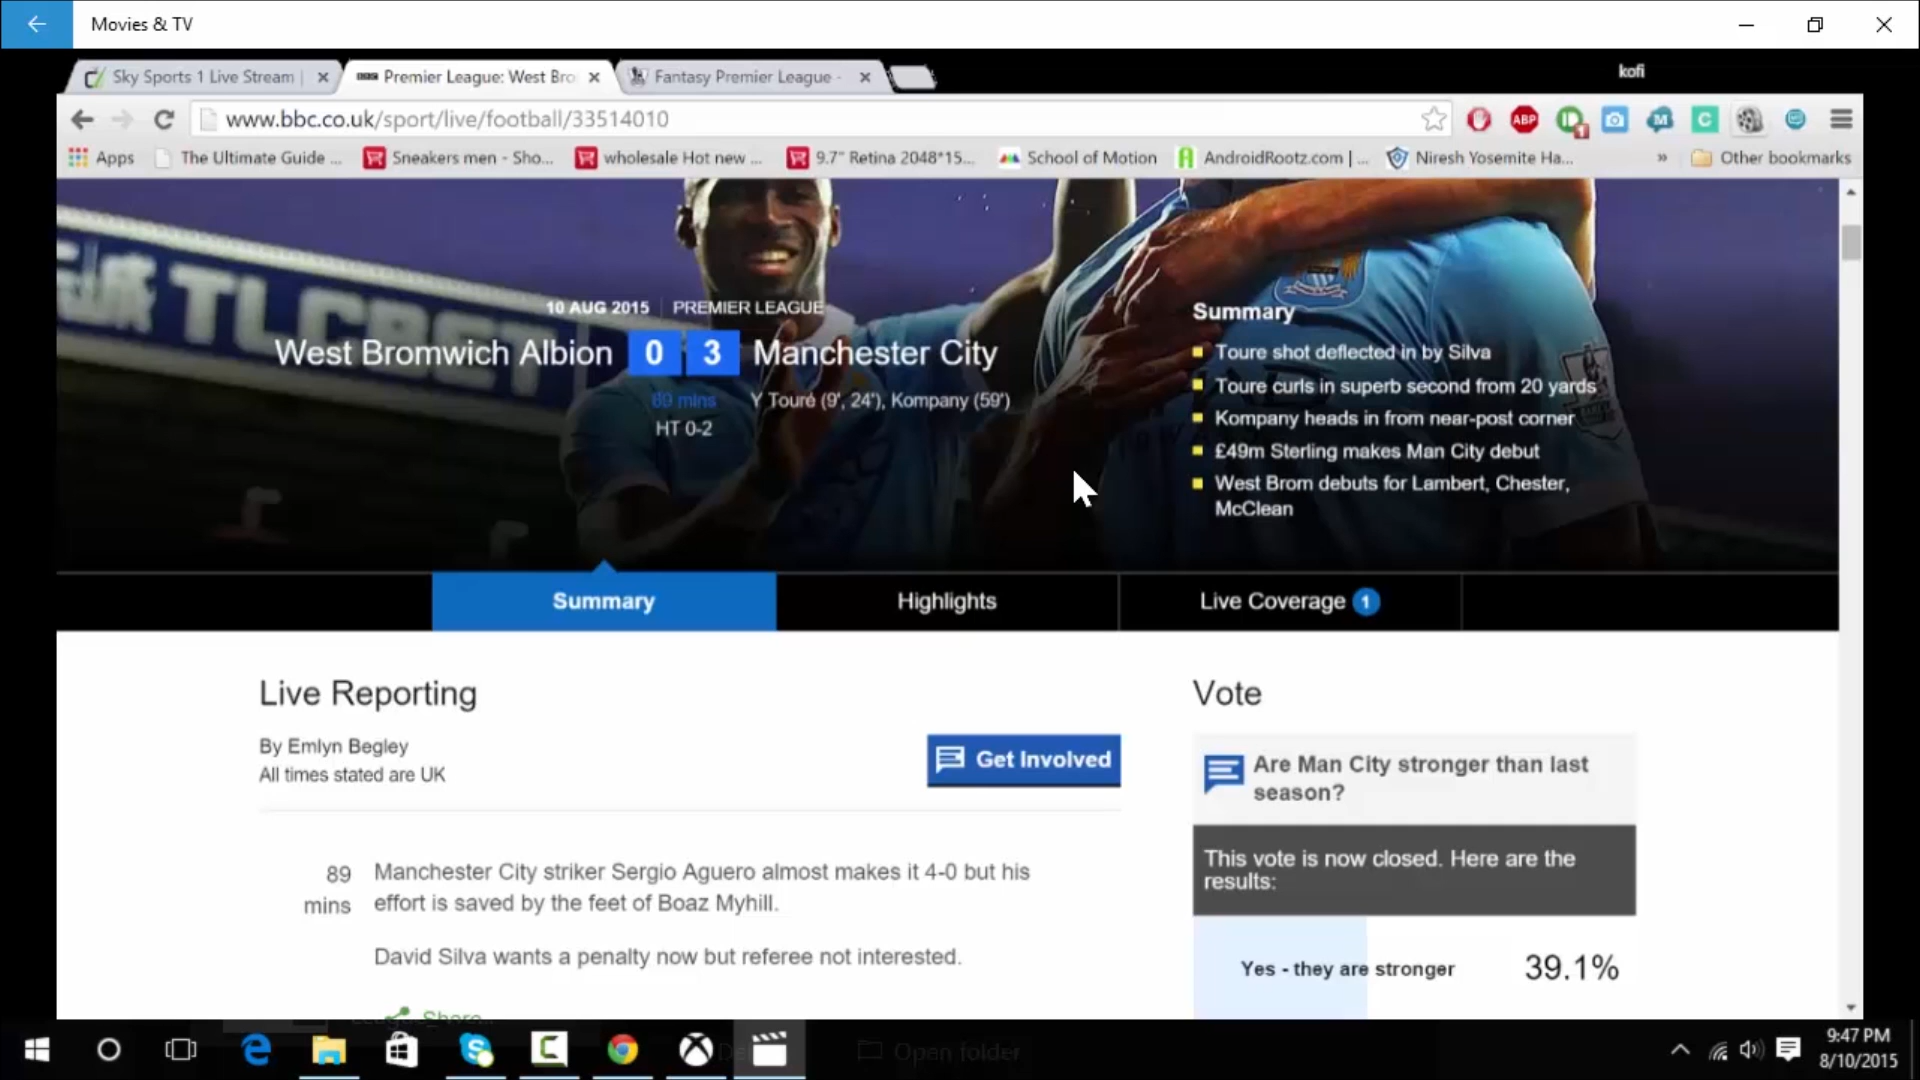 Movies & TV
Sky Sports 1 Live Stream |
Premier League: West Bro
Fantasy Premier League -
kofi
www.bbc.co.uk/sport/live/football/33514010
ABP
1
M
C
Apps
The Ultimate Guide ...
Sneakers men - Sho...
wholesale Hot new ...
9.7" Retina 2048*15...
School of Motion
AndroidRootz.com | ...
Niresh Yosemite Ha...
»
Other bookmarks
TLCBET
10 AUG 2015
PREMIER LEAGUE
West Bromwich Albion 0 3 Manchester City
89 mins
Y Touré (9', 24'), Kompany (59')
HT 0-2
Summary
Toure shot deflected in by Silva
Toure curls in superb second from 20 yards
Kompany heads in from near-post corner
£49m Sterling makes Man City debut
West Brom debuts for Lambert, Chester,
McClean
Summary
Highlights
Live Coverage 1
Live Reporting
By Emlyn Begley
All times stated are UK
Get Involved
89
mins
Manchester City striker Sergio Aguero almost makes it 4-0 but his
effort is saved by the feet of Boaz Myhill.
David Silva wants a penalty now but referee not interested.
Share
Vote
Are Man City stronger than last
season?
This vote is now closed. Here are the
results:
Yes - they are stronger
39.1%
Open folder
9:47 PM
8/10/2015